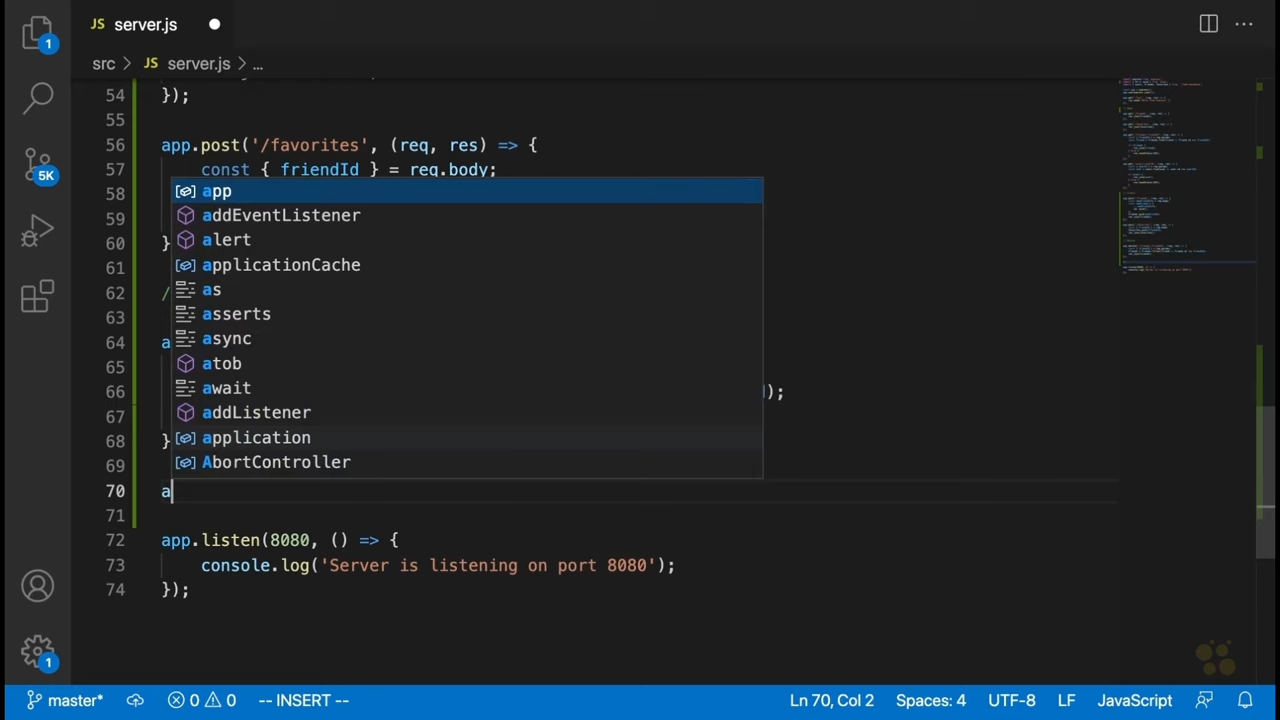 JS server.js
src > JS server.js > ...
54 });
55
56 app.post('/favorites', (req, res) => {
57 const { friendId } = req.body;
58 app
59 addEventListener
alert
60 }
61 applicationCache
62 / as
63 asserts
64 a async
65 atob
66 await );
67 addListener
68 } application
69 AbortController
70 a
71
72 app.listen(8080, () => {
73 console.log('Server is listening on port 8080');
74 });
1
5K
1
master* 0 0 -- INSERT -- Ln 70, Col 2 Spaces: 4 UTF-8 LF JavaScript